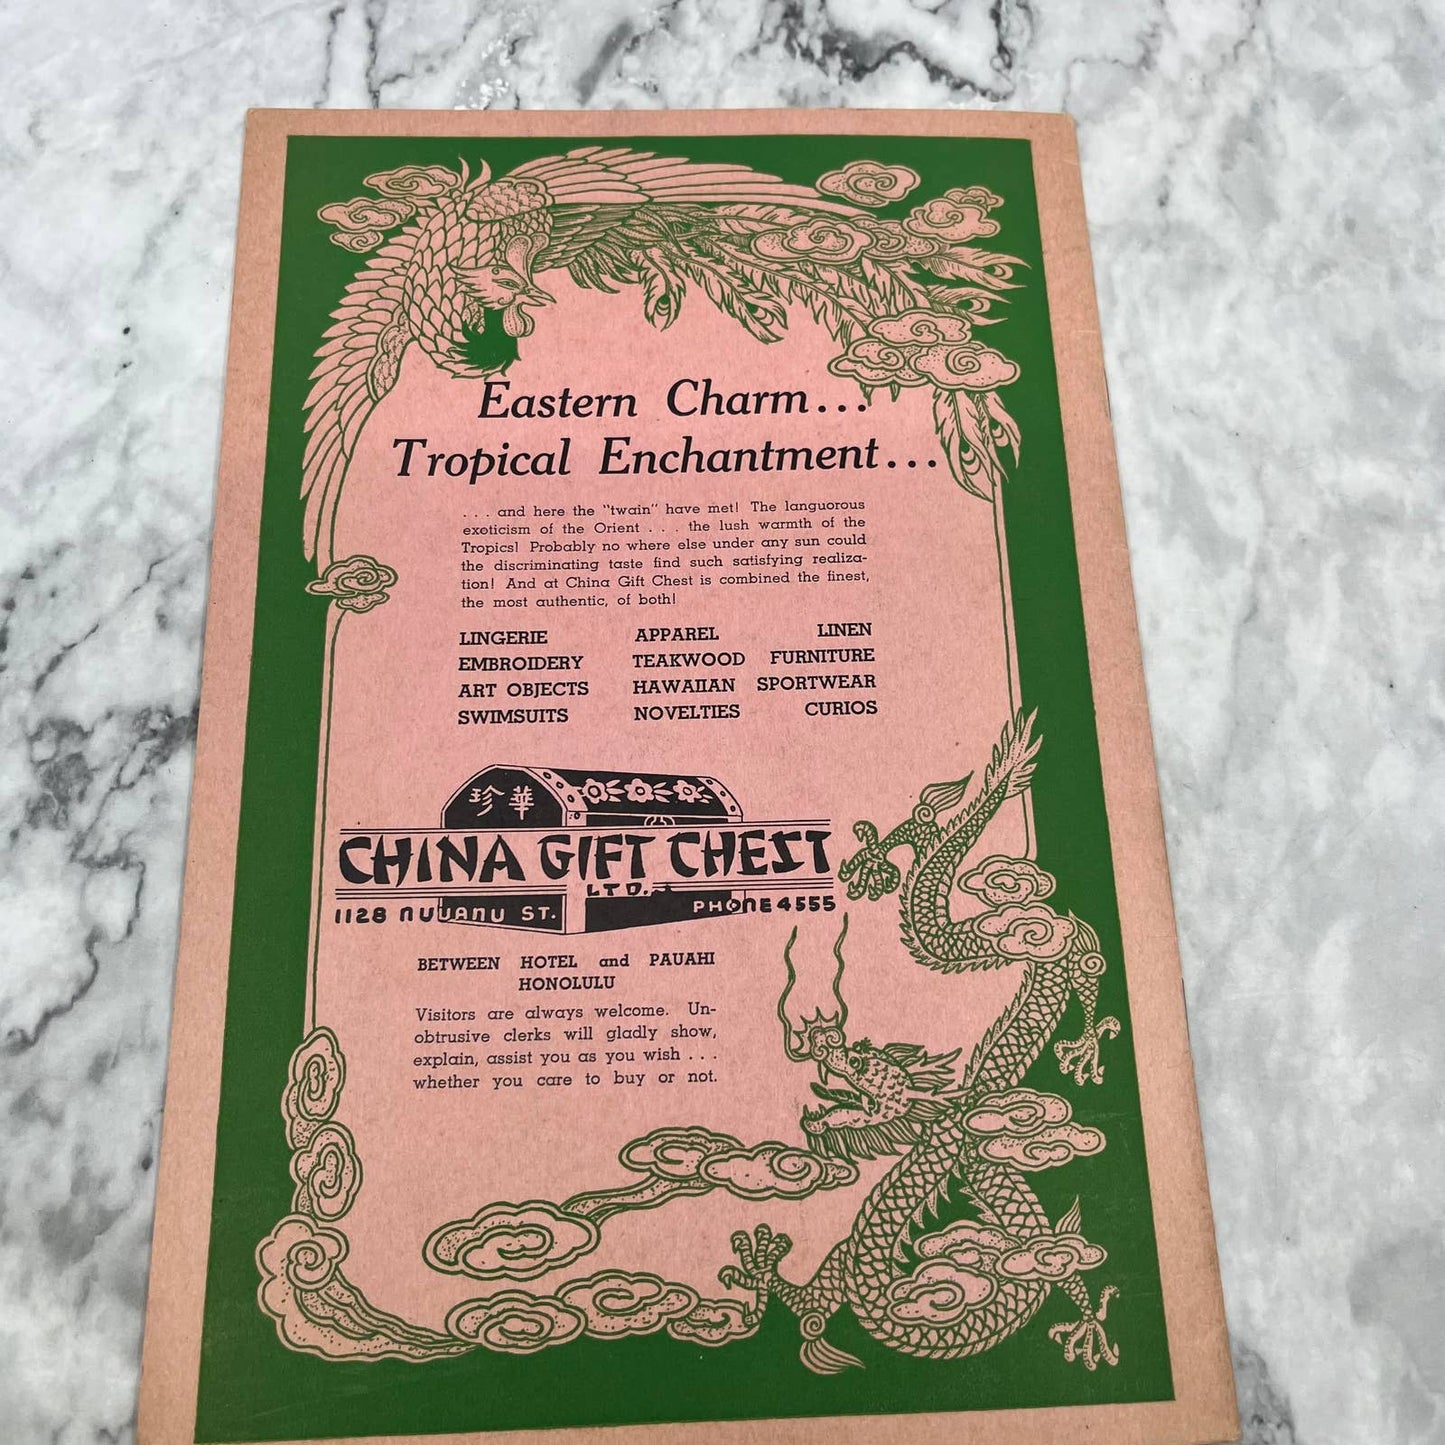 Eastern Charm...
Tropical Enchantment...
. . . and here the "twain" have met! The languorous
exoticism of the Orient . . . the lush warmth of the
Tropics! Probably no where else under any sun could
the discriminating taste find such satisfying realiza-
tion! And at China Gift Chest is combined the finest,
the most authentic, of both!
LINGERIE APPAREL LINEN
EMBROIDERY TEAKWOOD FURNITURE
ART OBJECTS HAWAIIAN SPORTWEAR
SWIMSUITS NOVELTIES CURIOS
珍華
CHINA GIFT CHEST
LTD.
1128 NUUANU ST. PHONE 4555
BETWEEN HOTEL and PAUAHI
HONOLULU
Visitors are always welcome. Un-
obtrusive clerks will gladly show,
explain, assist you as you wish . . .
whether you care to buy or not.